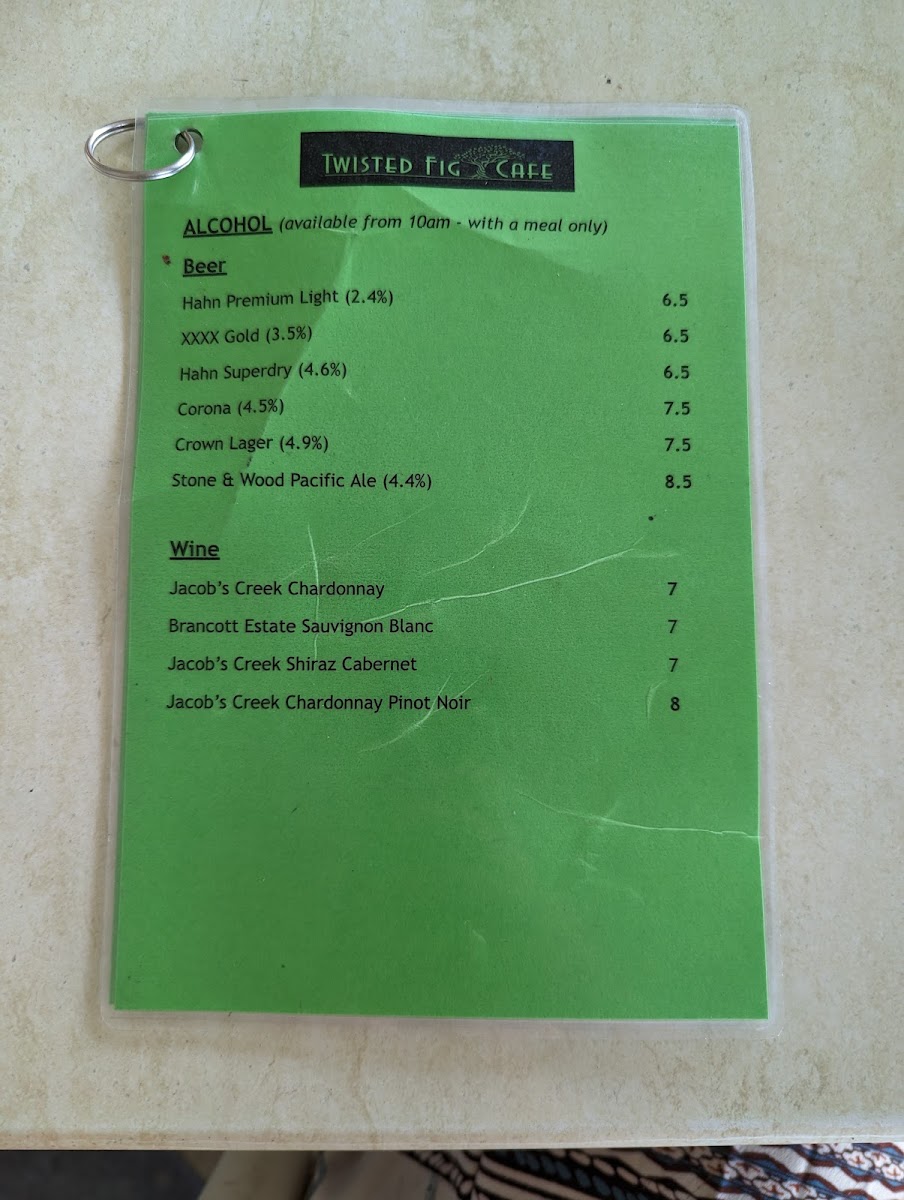 TWISTED FIG CAFE
ALCOHOL (available from 10am - with a meal only)
Beer
Hahn Premium Light (2.4%) 6.5
XXXX Gold (3.5%) 6.5
Hahn Superdry (4.6%) 6.5
Corona (4.5%) 7.5
Crown Lager (4.9%) 7.5
Stone & Wood Pacific Ale (4.4%) 8.5
Wine
Jacob's Creek Chardonnay 7
Brancott Estate Sauvignon Blanc 7
Jacob's Creek Shiraz Cabernet 7
Jacob's Creek Chardonnay Pinot Noir 8